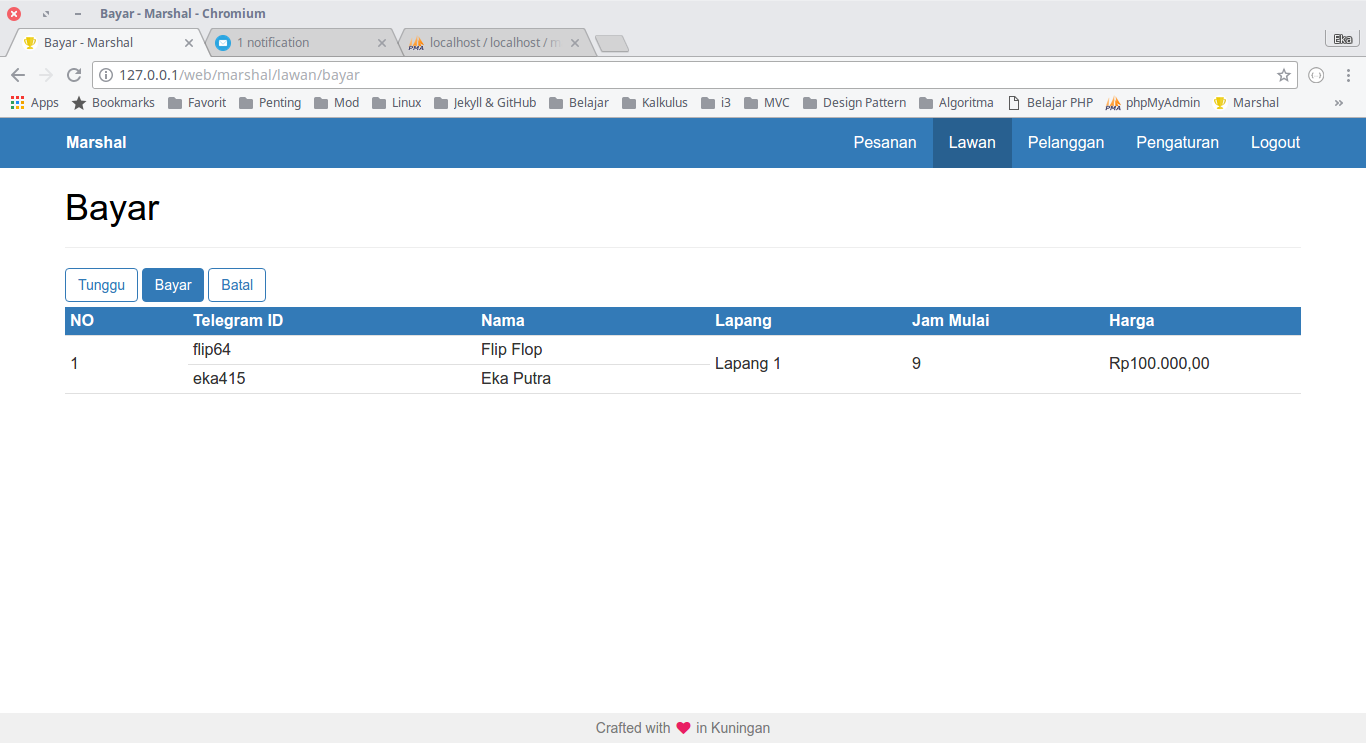 Bayar - Marshal - Chromium
Bayar - Marshal
1 notification
localhost / localhost / m
Eka
127.0.0.1/web/marshal/lawan/bayar
Apps Bookmarks Favorit Penting Mod Linux Jekyll & GitHub Belajar Kalkulus i3 MVC Design Pattern Algoritma Belajar PHP phpMyAdmin Marshal »
Marshal Pesanan Lawan Pelanggan Pengaturan Logout
Bayar
Tunggu Bayar Batal
NO Telegram ID Nama Lapang Jam Mulai Harga
1 flip64 Flip Flop Lapang 1 9 Rp100.000,00
eka415 Eka Putra
Crafted with ♥ in Kuningan